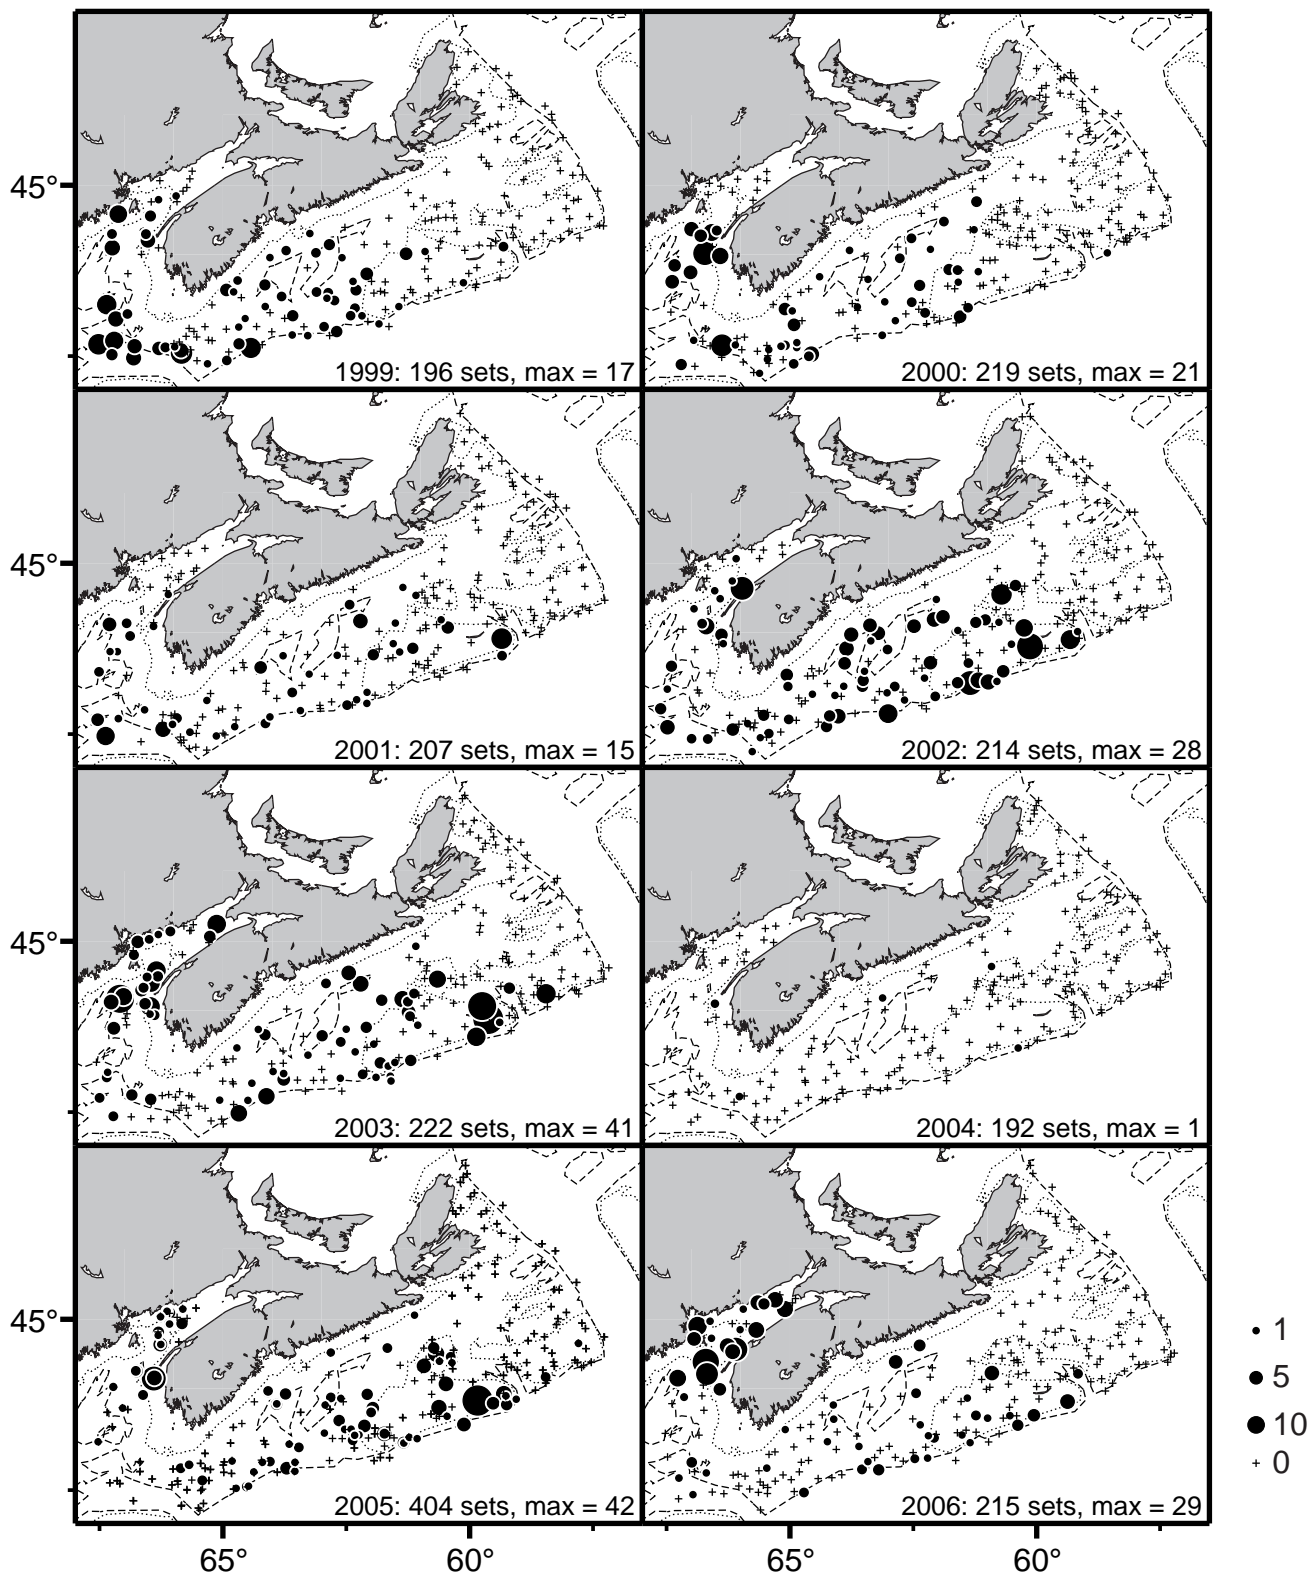 45°
1999: 196 sets, max = 17
2000: 219 sets, max = 21
45°
2001: 207 sets, max = 15
2002: 214 sets, max = 28
45°
2003: 222 sets, max = 41
2004: 192 sets, max = 1
45°
2005: 404 sets, max = 42
2006: 215 sets, max = 29
1
5
10
0
65°
60°
65°
60°